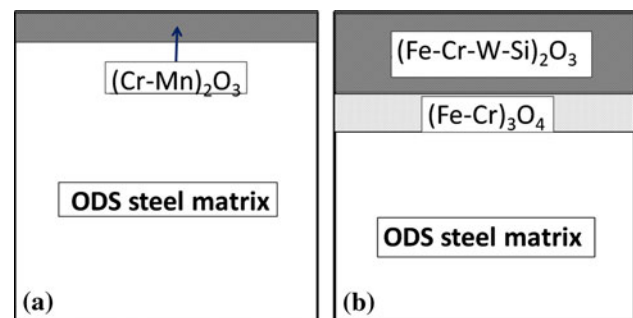 (Cr-Mn)₂O₃
ODS steel matrix
(a)
(Fe-Cr-W-Si)₂O₃
(Fe-Cr)₃O₄
ODS steel matrix
(b)